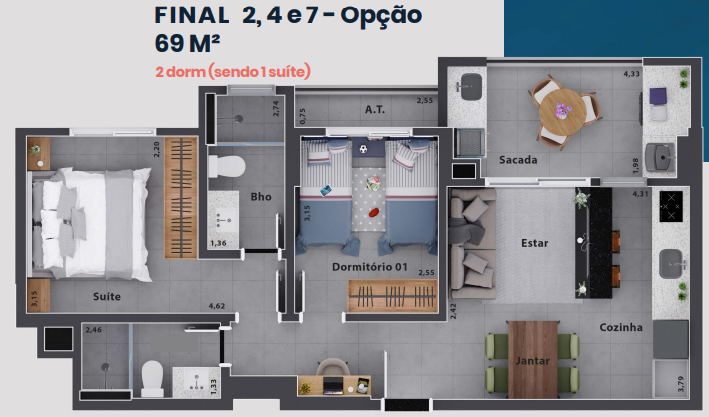 FINAL 2, 4 e 7 - Opção
69 M²
2 dorm (sendo 1 suíte)
4,33
2,55
2,74
0,75
A.T.
Sacada
1,98
2,20
Bho
4,31
3,15
1,36
Estar
Dormitório 01
2,55
Suíte
3,15
4,62
2,42
Cozinha
2,46
Jantar
1,33
3,79